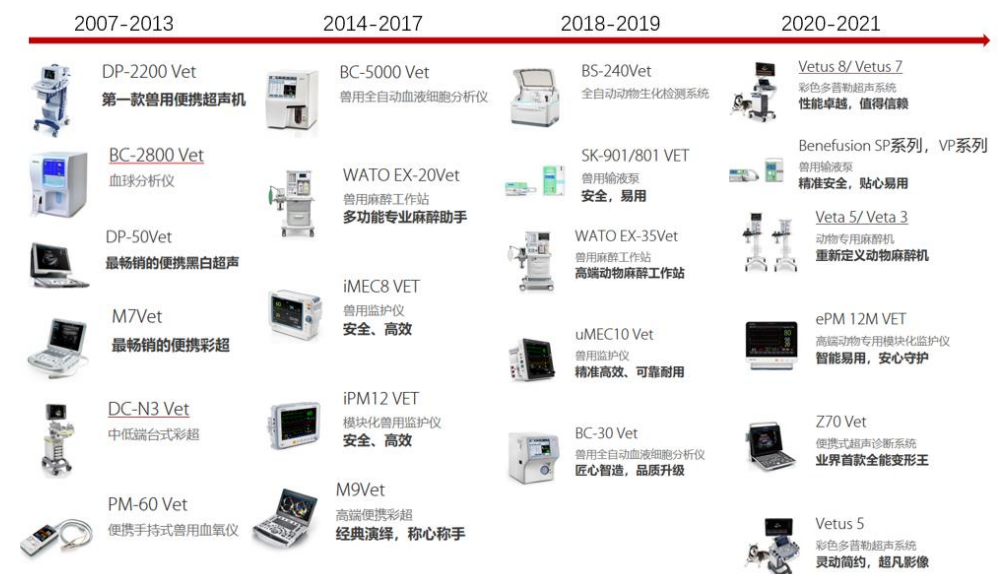 2007-2013
DP-2200 Vet
第一款兽用便携超声机
BC-2800 Vet
血球分析仪
DP-50Vet
最畅销的便携黑白超声
M7Vet
最畅销的便携彩超
DC-N3 Vet
中低端台式彩超
PM-60 Vet
便携手持式兽用血氧仪
2014-2017
BC-5000 Vet
兽用全自动血液细胞分析仪
WATO EX-20Vet
兽用麻醉工作站
多功能专业麻醉助手
iMEC8 VET
兽用监护仪
安全、高效
iPM12 VET
模块化兽用监护仪
安全、高效
M9Vet
高端便携彩超
经典演绎，称心称手
2018-2019
BS-240Vet
全自动动物生化检测系统
SK-901/801 VET
兽用输液泵
安全，易用
WATO EX-35Vet
兽用麻醉工作站
高端动物麻醉工作站
uMEC10 Vet
兽用监护仪
精准高效、可靠耐用
BC-30 Vet
兽用全自动血液细胞分析仪
匠心智造，品质升级
2020-2021
Vetus 8/ Vetus 7
彩色多普勒超声系统
性能卓越，值得信赖
Benefusion SP系列，VP系列
兽用输液泵
精准安全，贴心易用
Veta 5/ Veta 3
动物专用麻醉机
重新定义动物麻醉机
ePM 12M VET
高端动物专用模块化监护仪
智能易用，安心守护
Z70 Vet
便携式超声诊断系统
业界首款全能变形王
Vetus 5
彩色多普勒超声系统
灵动简约，超凡影像